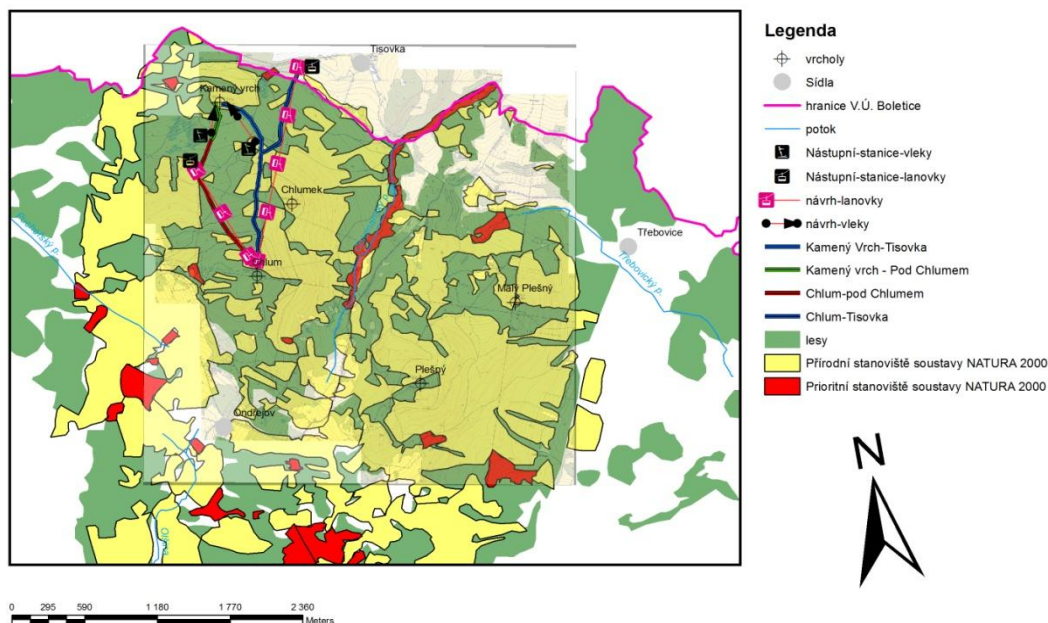 Tisovka
Kamený vrch
Chlumek
Třebovice
Chlum
Třebovický p.
Malý Plešný
Plešný
Ondřejov
Legenda
vrcholy
Sídla
hranice V.Ú. Boletice
potok
Nástupní-stanice-vleky
Nástupní-stanice-lanovky
návrh-lanovky
návrh-vleky
Kamený Vrch-Tisovka
Kamený vrch - Pod Chlumem
Chlum-pod Chlumem
Chlum-Tisovka
lesy
Přírodní stanoviště soustavy NATURA 2000
Prioritní stanoviště soustavy NATURA 2000
N
0 295 590 1 180 1 770 2 360
Meters